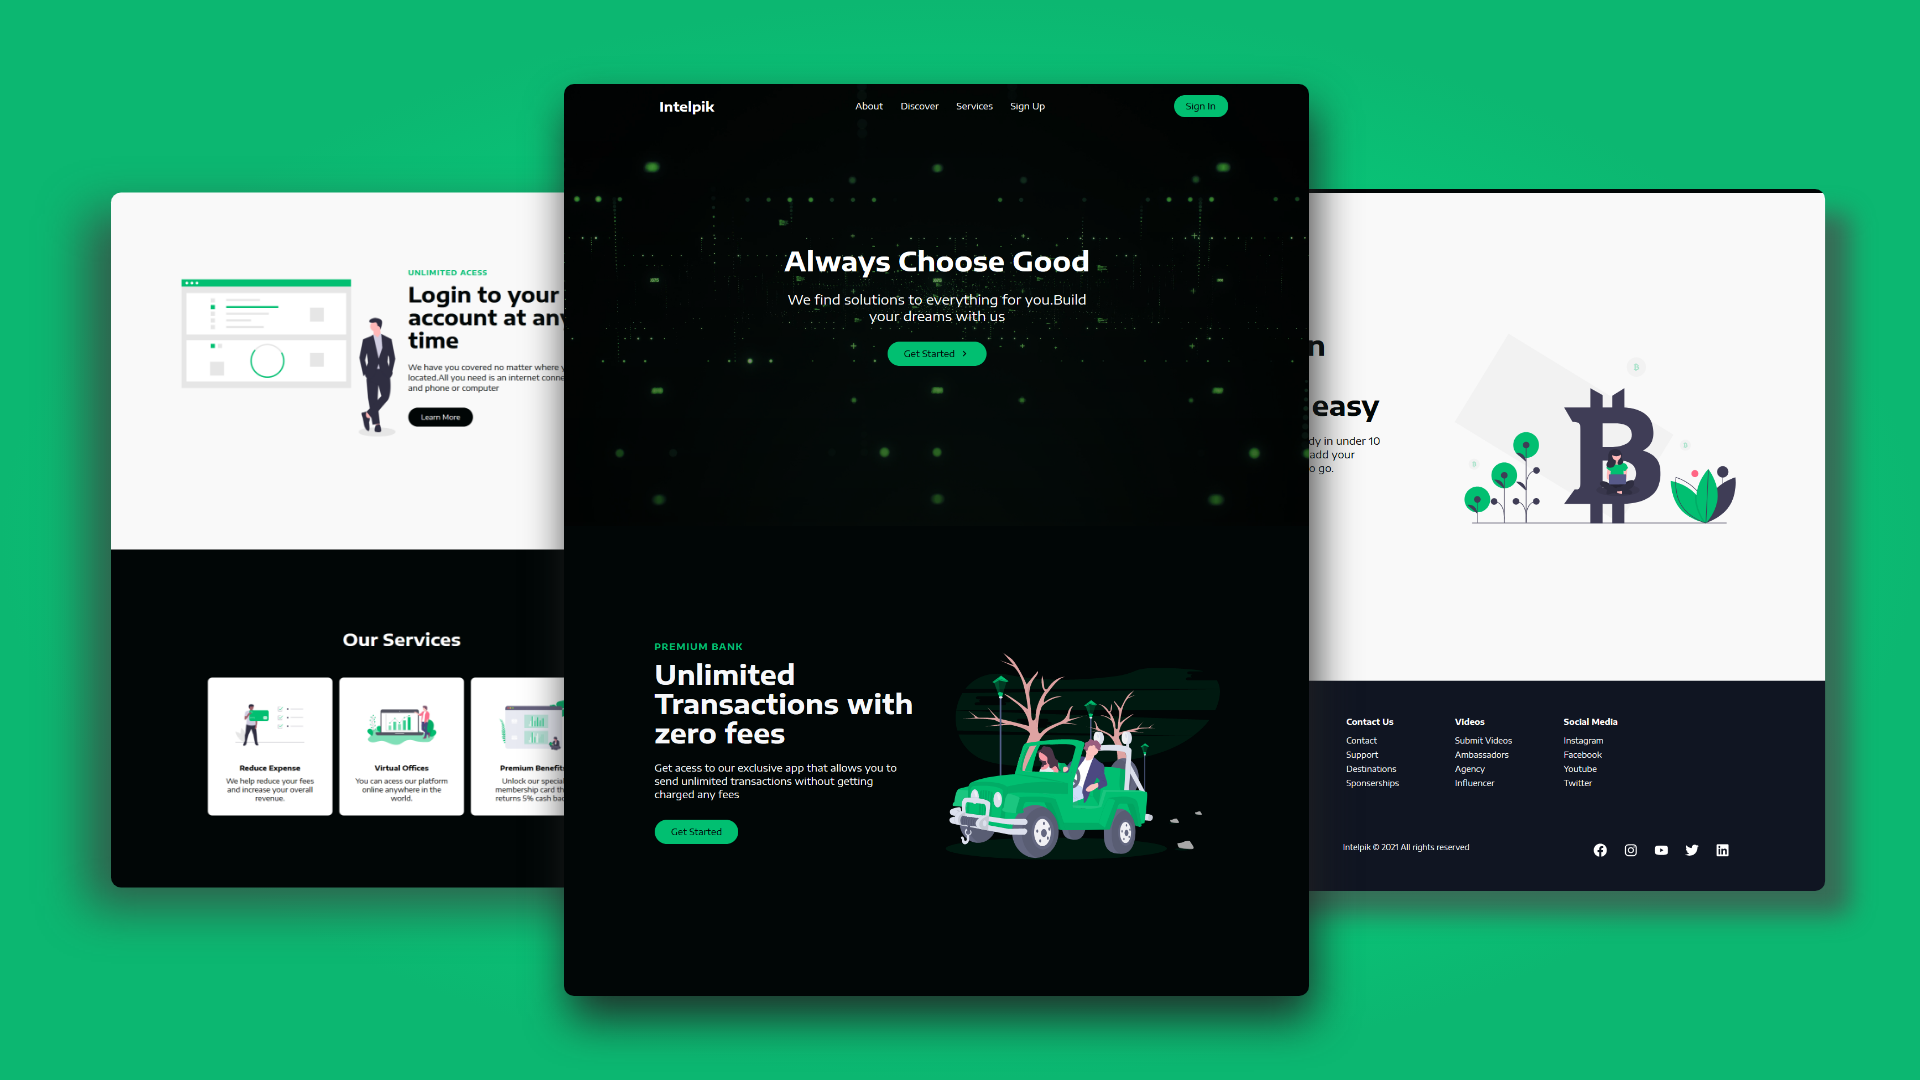 Intelpik
About
Discover
Services
Sign Up
Sign In
Always Choose Good
We find solutions to everything for you.Build
your dreams with us
Get Started
PREMIUM BANK
Unlimited
Transactions with
zero fees
Get acess to our exclusive app that allows you to
send unlimited transactions without getting
charged any fees
Get Started
UNLIMITED ACESS
Login to your
account at any
time
We have you covered no matter where
located.All you need is an internet
and phone or computer
Learn More
Our Services
Reduce Expense
We help reduce your fees
and increase your overall
revenue.
Virtual Offices
You can acess our platform
online anywhere in the
world.
Premium Benefits
Unlock our special
membership card
returns 5% cash
easy
in under 10
add your
go.
Contact Us
Contact
Support
Destinations
Sponserships
Videos
Submit Videos
Ambassadors
Agency
Influencer
Social Media
Instagram
Facebook
Youtube
Twitter
Intelpik © 2021 All rights reserved